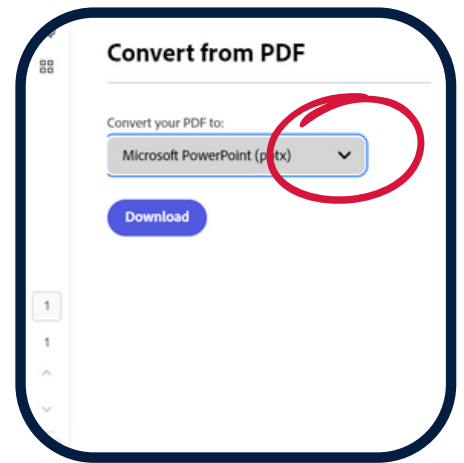 Convert from PDF
Convert your PDF to:
Microsoft PowerPoint (pptx)
Download
1
1